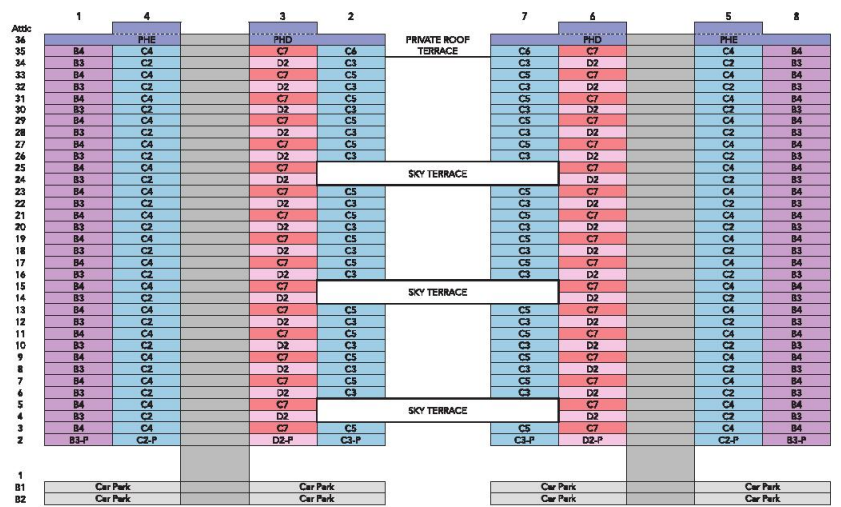 1 4 3 2 7 6 5 8
Attic
36 PHE PHD PRIVATE ROOF PHD PHE
35 B4 C4 C7 C6 TERRACE C6 C7 C4 B4
34 B3 C2 D2 C3 C3 D2 C2 B3
33 B4 C4 C7 C5 C5 C7 C4 B4
32 B3 C2 D2 C3 C3 D2 C2 B3
31 B4 C4 C7 C5 C5 C7 C4 B4
30 B3 C2 D2 C3 C3 D2 C2 B3
29 B4 C4 C7 C5 C5 C7 C4 B4
28 B3 C2 D2 C3 C3 D2 C2 B3
27 B4 C4 C7 C5 C5 C7 C4 B4
26 B3 C2 D2 C3 C3 D2 C2 B3
25 B4 C4 C7 SKY TERRACE C7 C4 B4
24 B3 C2 D2 D2 C2 B3
23 B4 C4 C7 C5 C5 C7 C4 B4
22 B3 C2 D2 C3 C3 D2 C2 B3
21 B4 C4 C7 C5 C5 C7 C4 B4
20 B3 C2 D2 C3 C3 D2 C2 B3
19 B4 C4 C7 C5 C5 C7 C4 B4
18 B3 C2 D2 C3 C3 D2 C2 B3
17 B4 C4 C7 C5 C5 C7 C4 B4
16 B3 C2 D2 C3 C3 D2 C2 B3
15 B4 C4 C7 SKY TERRACE C7 C4 B4
14 B3 C2 D2 D2 C2 B3
13 B4 C4 C7 C5 C5 C7 C4 B4
12 B3 C2 D2 C3 C3 D2 C2 B3
11 B4 C4 C7 C5 C5 C7 C4 B4
10 B3 C2 D2 C3 C3 D2 C2 B3
9 B4 C4 C7 C5 C5 C7 C4 B4
8 B3 C2 D2 C3 C3 D2 C2 B3
7 B4 C4 C7 C5 C5 C7 C4 B4
6 B3 C2 D2 C3 C3 D2 C2 B3
5 B4 C4 C7 SKY TERRACE C7 C4 B4
4 B3 C2 D2 D2 C2 B3
3 B4 C4 C7 C5 C5 C7 C4 B4
2 B3-P C2-P D2-P C3-P C3-P D2-P C2-P B3-P
1
B1 Car Park Car Park Car Park Car Park
B2 Car Park Car Park Car Park Car Park